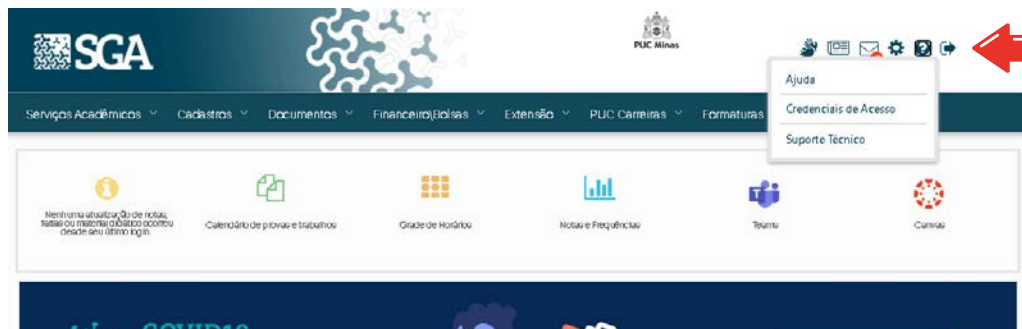 SGA
PUC Minas
Ajuda
Credenciais de Acesso
Suporte Técnico
Serviços Acadêmicos
Cadastros
Documentos
Financeiro\Bolsas
Extensão
PUC Carreiras
Formaturas
Nenhuma atualização de notas,
faltas ou material didático ocorreu
desde seu último login.
Calendário de provas e trabalhos
Grade de Horários
Notas e Frequências
Teams
Canvas
COVID19